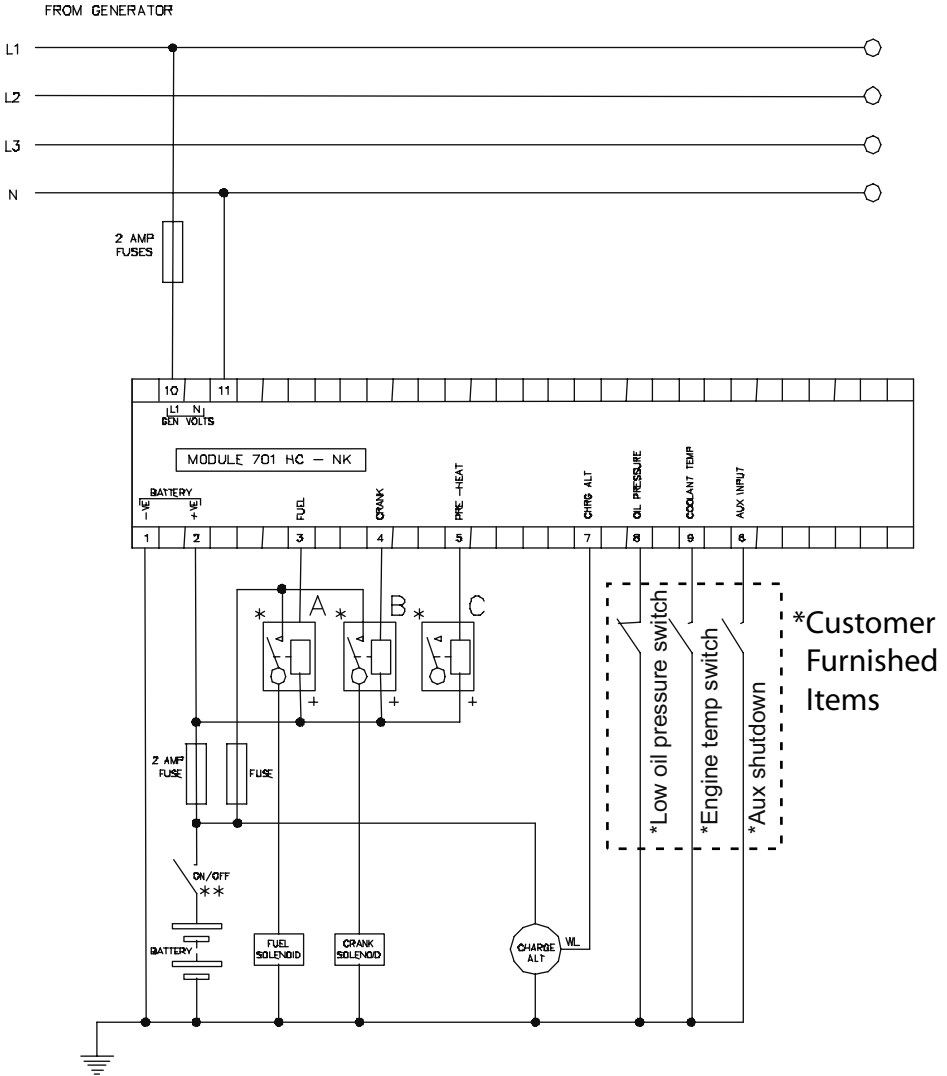 FROM GENERATOR
L1
L2
L3
N
2 AMP
FUSES
10
11
L1 N
GEN VOLTS
MODULE 701 HC – NK
BATTERY
–VE
+VE
FUEL
CRANK
PRE –HEAT
CHRG ALT
OIL PRESSURE
COOLANT TEMP
AUX INPUT
1
2
3
4
5
7
8
9
6
* A
* B
* C
+
+
+
*Low oil pressure switch
*Engine temp switch
*Aux shutdown
*Customer
Furnished
Items
2 AMP
FUSE
FUSE
ON/OFF
**
BATTERY
FUEL
SOLENOID
CRANK
SOLENOID
CHARGE
ALT
WL